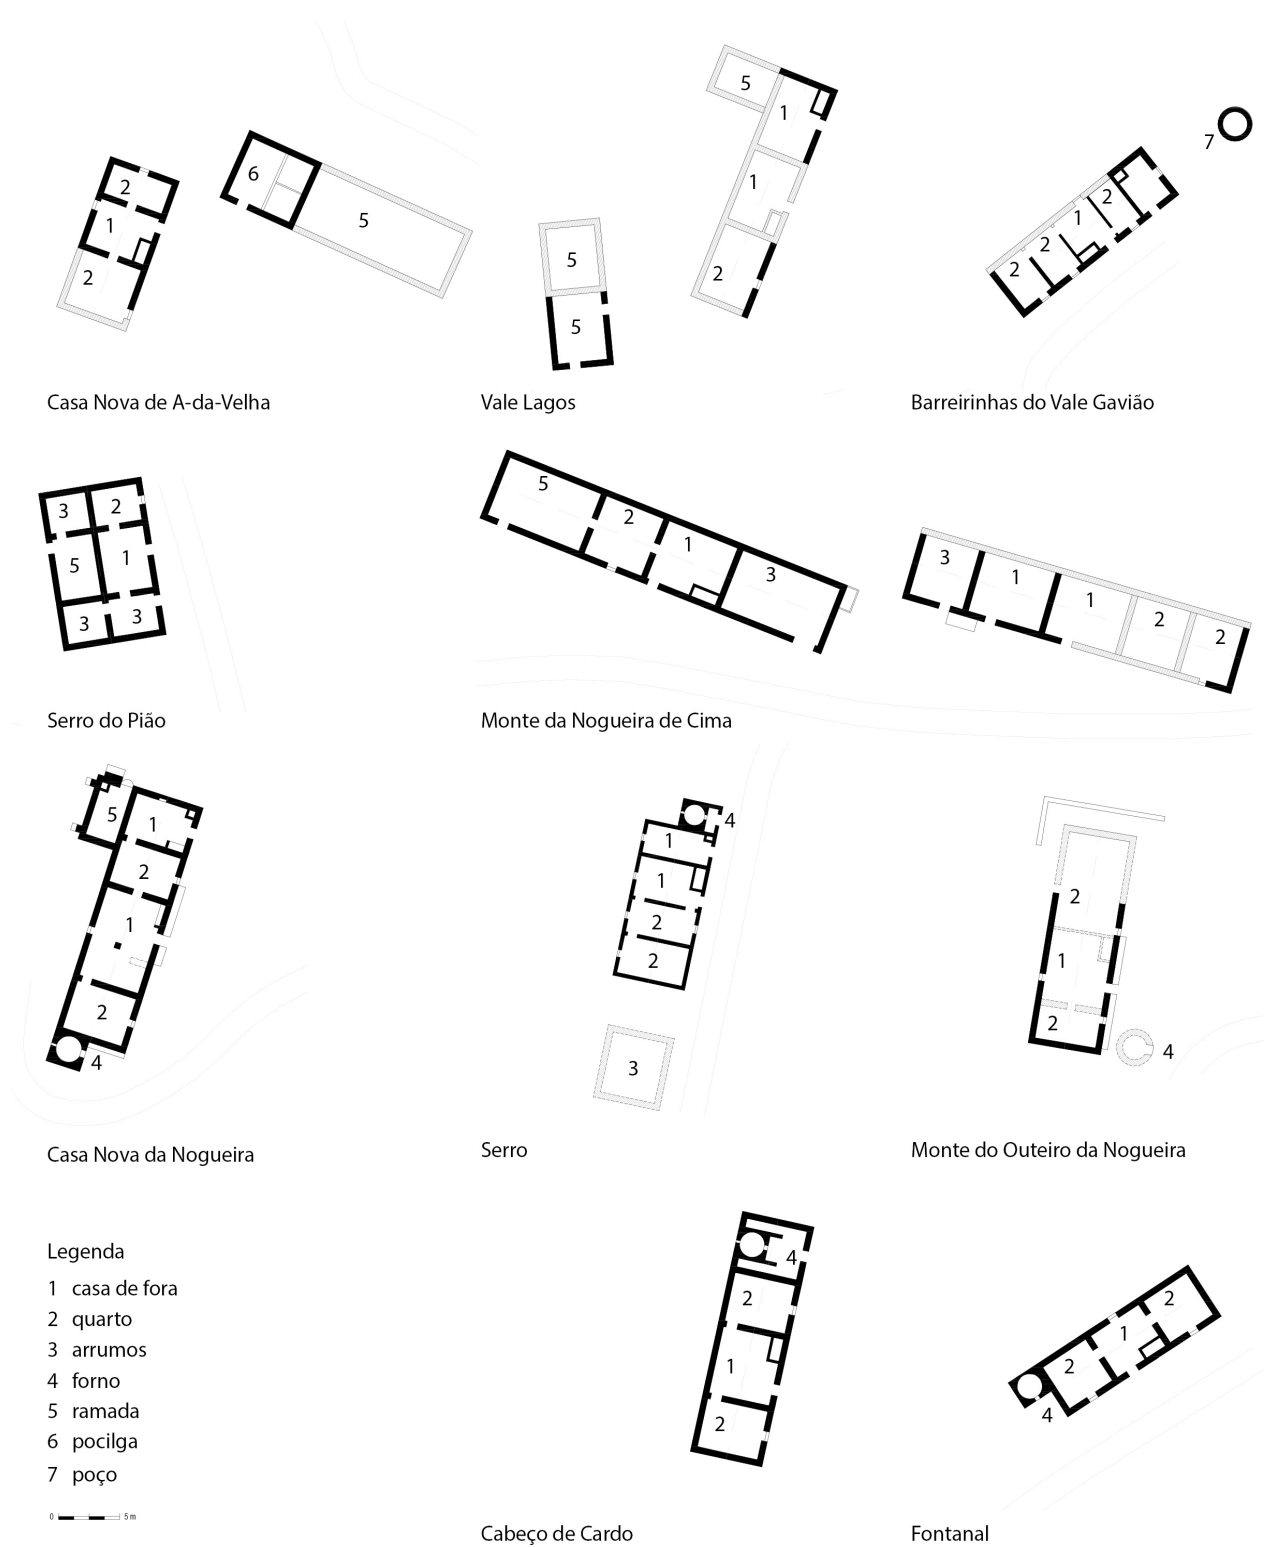 2
1
2
6
5
Casa Nova de A-da-Velha
5
1
1
2
5
5
Vale Lagos
7
2
1
2
2
Barreirinhas do Vale Gavião
3
2
5
1
3
3
Serro do Pião
5
2
1
3
3
1
1
2
2
Monte da Nogueira de Cima
5
1
2
1
2
4
Casa Nova da Nogueira
4
1
1
2
2
3
Serro
2
1
2
4
Monte do Outeiro da Nogueira
Legenda
1 casa de fora
2 quarto
3 arrumos
4 forno
5 ramada
6 pocilga
7 poço
0 5 m
4
2
1
2
Cabeço de Cardo
2
1
2
4
Fontanal